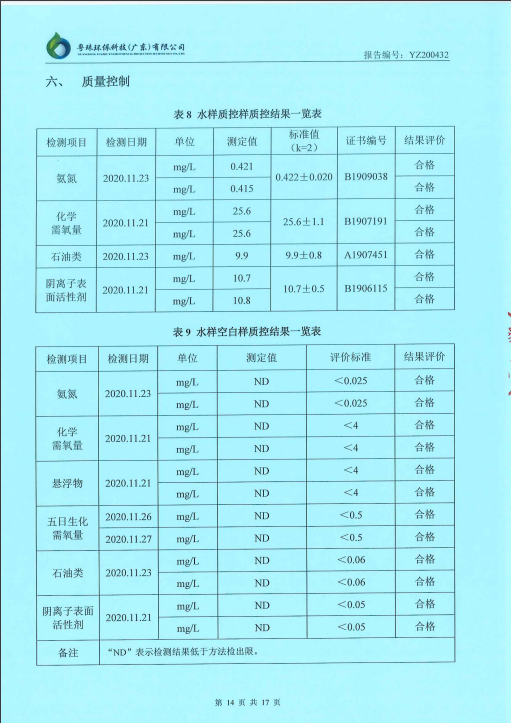 粤珠环保科技(广东)有限公司
报告编号：YZ200432
六、 质量控制
表 8 水样质控样质控结果一览表
检测项目 检测日期 单位 测定值 标准值（k=2） 证书编号 结果评价
氨氮 2020.11.23 mg/L 0.421 0.422±0.020 B1909038 合格
mg/L 0.415 合格
化学需氧量 2020.11.21 mg/L 25.6 25.6±1.1 B1907191 合格
mg/L 25.6 合格
石油类 2020.11.23 mg/L 9.9 9.9±0.8 A1907451 合格
阴离子表面活性剂 2020.11.21 mg/L 10.7 10.7±0.5 B1906115 合格
mg/L 10.8 合格
表 9 水样空白样质控结果一览表
检测项目 检测日期 单位 测定值 评价标准 结果评价
氨氮 2020.11.23 mg/L ND ＜0.025 合格
mg/L ND ＜0.025 合格
化学需氧量 2020.11.21 mg/L ND ＜4 合格
mg/L ND ＜4 合格
悬浮物 2020.11.21 mg/L ND ＜4 合格
mg/L ND ＜4 合格
五日生化需氧量 2020.11.26 mg/L ND ＜0.5 合格
2020.11.27 mg/L ND ＜0.5 合格
石油类 2020.11.23 mg/L ND ＜0.06 合格
mg/L ND ＜0.06 合格
阴离子表面活性剂 2020.11.21 mg/L ND ＜0.05 合格
mg/L ND ＜0.05 合格
备注 “ND”表示检测结果低于方法检出限。
第 14 页 共 17 页